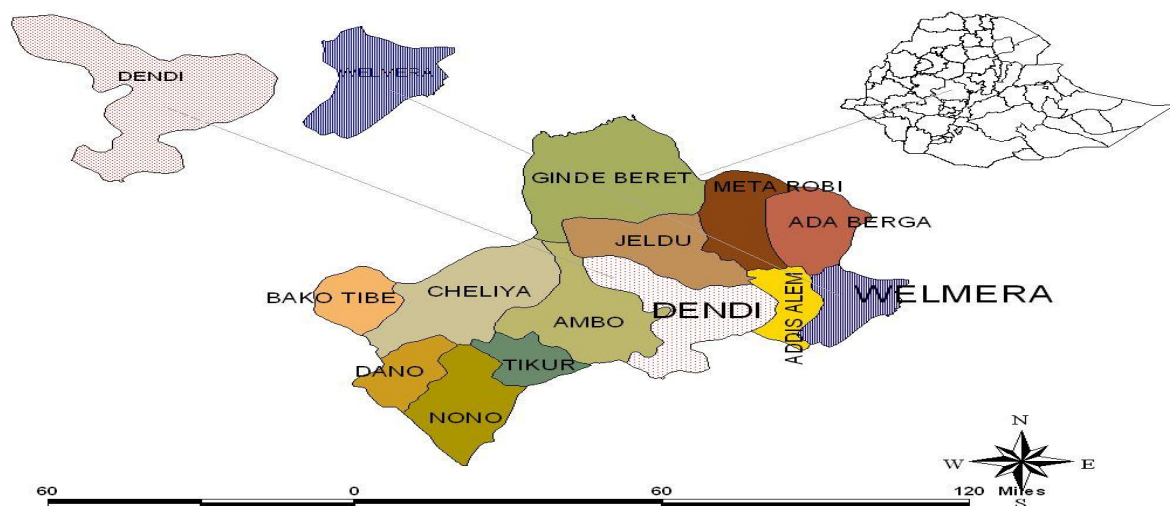 DENDI
WELMERA
GINDE BERET
META ROBI
ADA BERGA
JELDU
BAKO TIBE
CHELIYA
DENDI
WELMERA
ADDIS ALEM
AMBO
DANO
TIKUR
NONO
N
W E
S
60 0 60 120 Miles